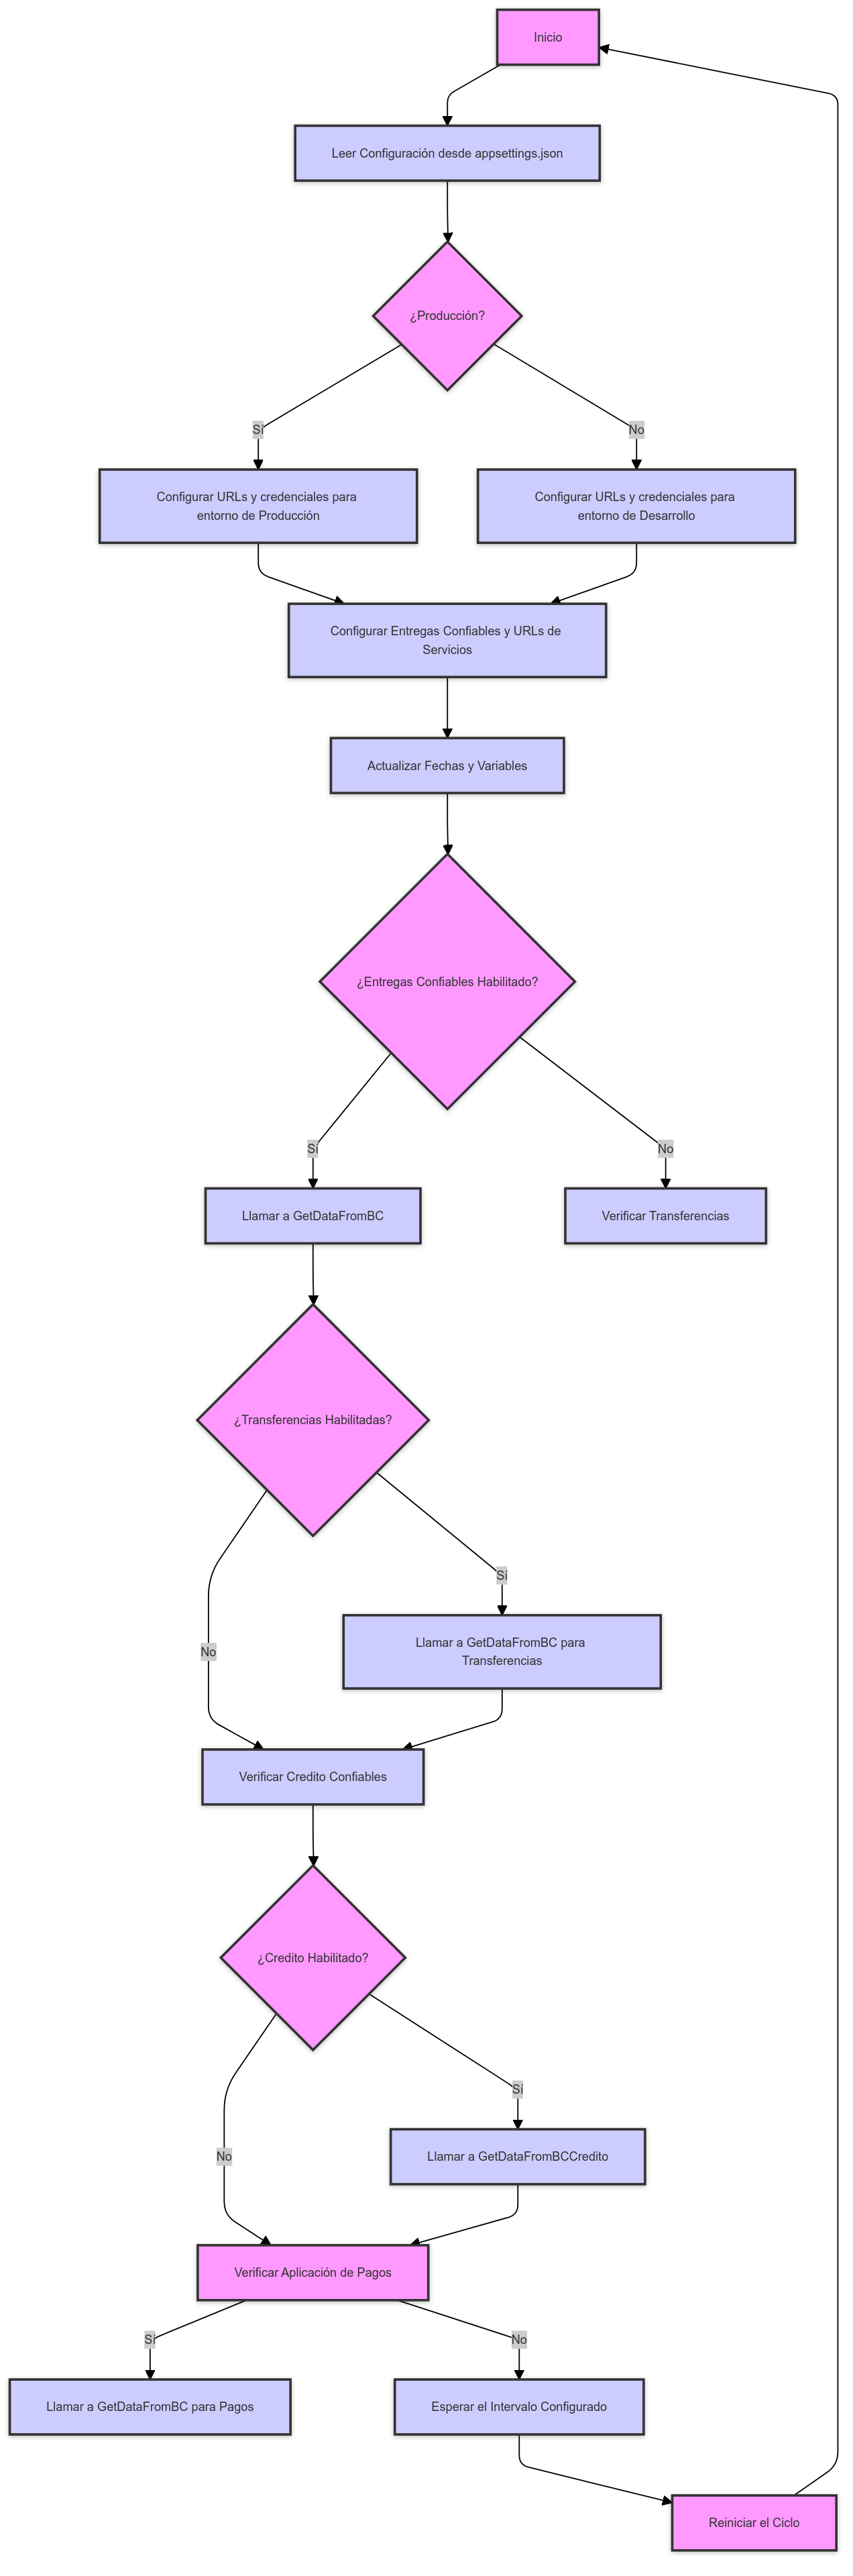 Inicio
Leer Configuración desde appsettings.json
¿Producción?
Sí
No
Configurar URLs y credenciales para
entorno de Producción
Configurar URLs y credenciales para
entorno de Desarrollo
Configurar Entregas Confiables y URLs de
Servicios
Actualizar Fechas y Variables
¿Entregas Confiables Habilitado?
Sí
No
Llamar a GetDataFromBC
Verificar Transferencias
¿Transferencias Habilitadas?
Sí
Llamar a GetDataFromBC para
Transferencias
No
Verificar Credito Confiables
¿Credito Habilitado?
Sí
No
Llamar a GetDataFromBCCredito
Verificar Aplicación de Pagos
Sí
No
Llamar a GetDataFromBC para Pagos
Esperar el Intervalo Configurado
Reiniciar el Ciclo